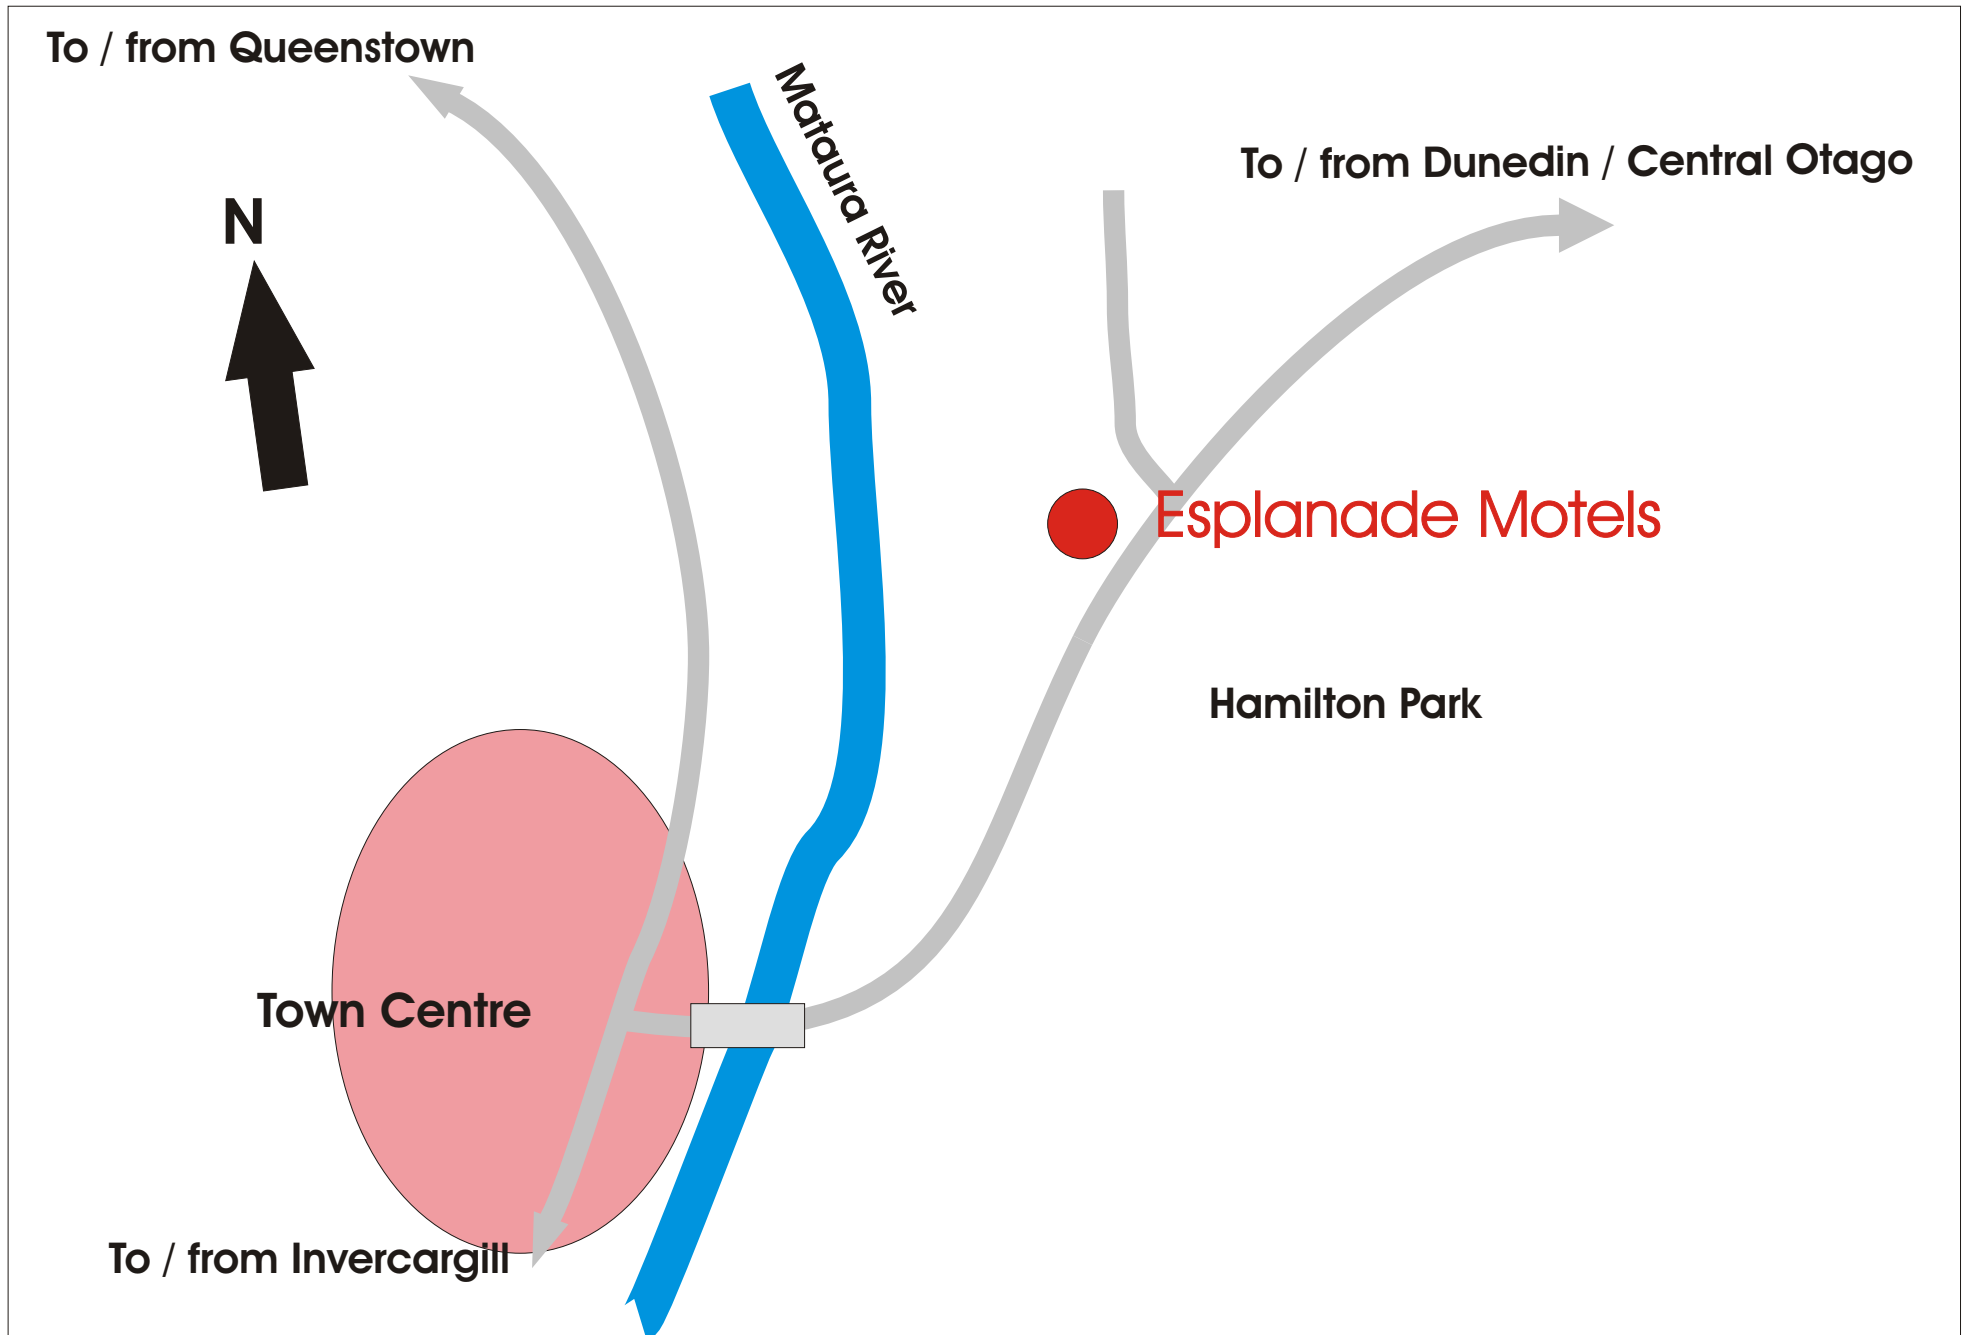 To / from Queenstown
Mataura River
To / from Dunedin / Central Otago
N
Esplanade Motels
Hamilton Park
Town Centre
To / from Invercargill